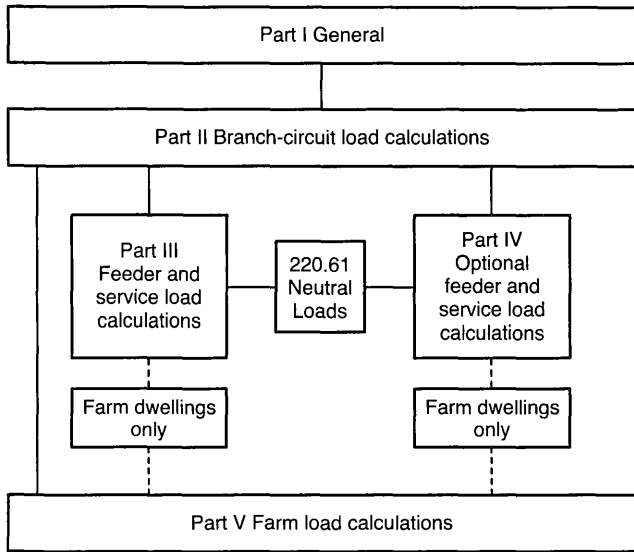 Part I General
Part II Branch-circuit load calculations
Part III
Feeder and
service load
calculations
220.61
Neutral
Loads
Part IV
Optional
feeder and
service load
calculations
Farm dwellings
only
Farm dwellings
only
Part V Farm load calculations